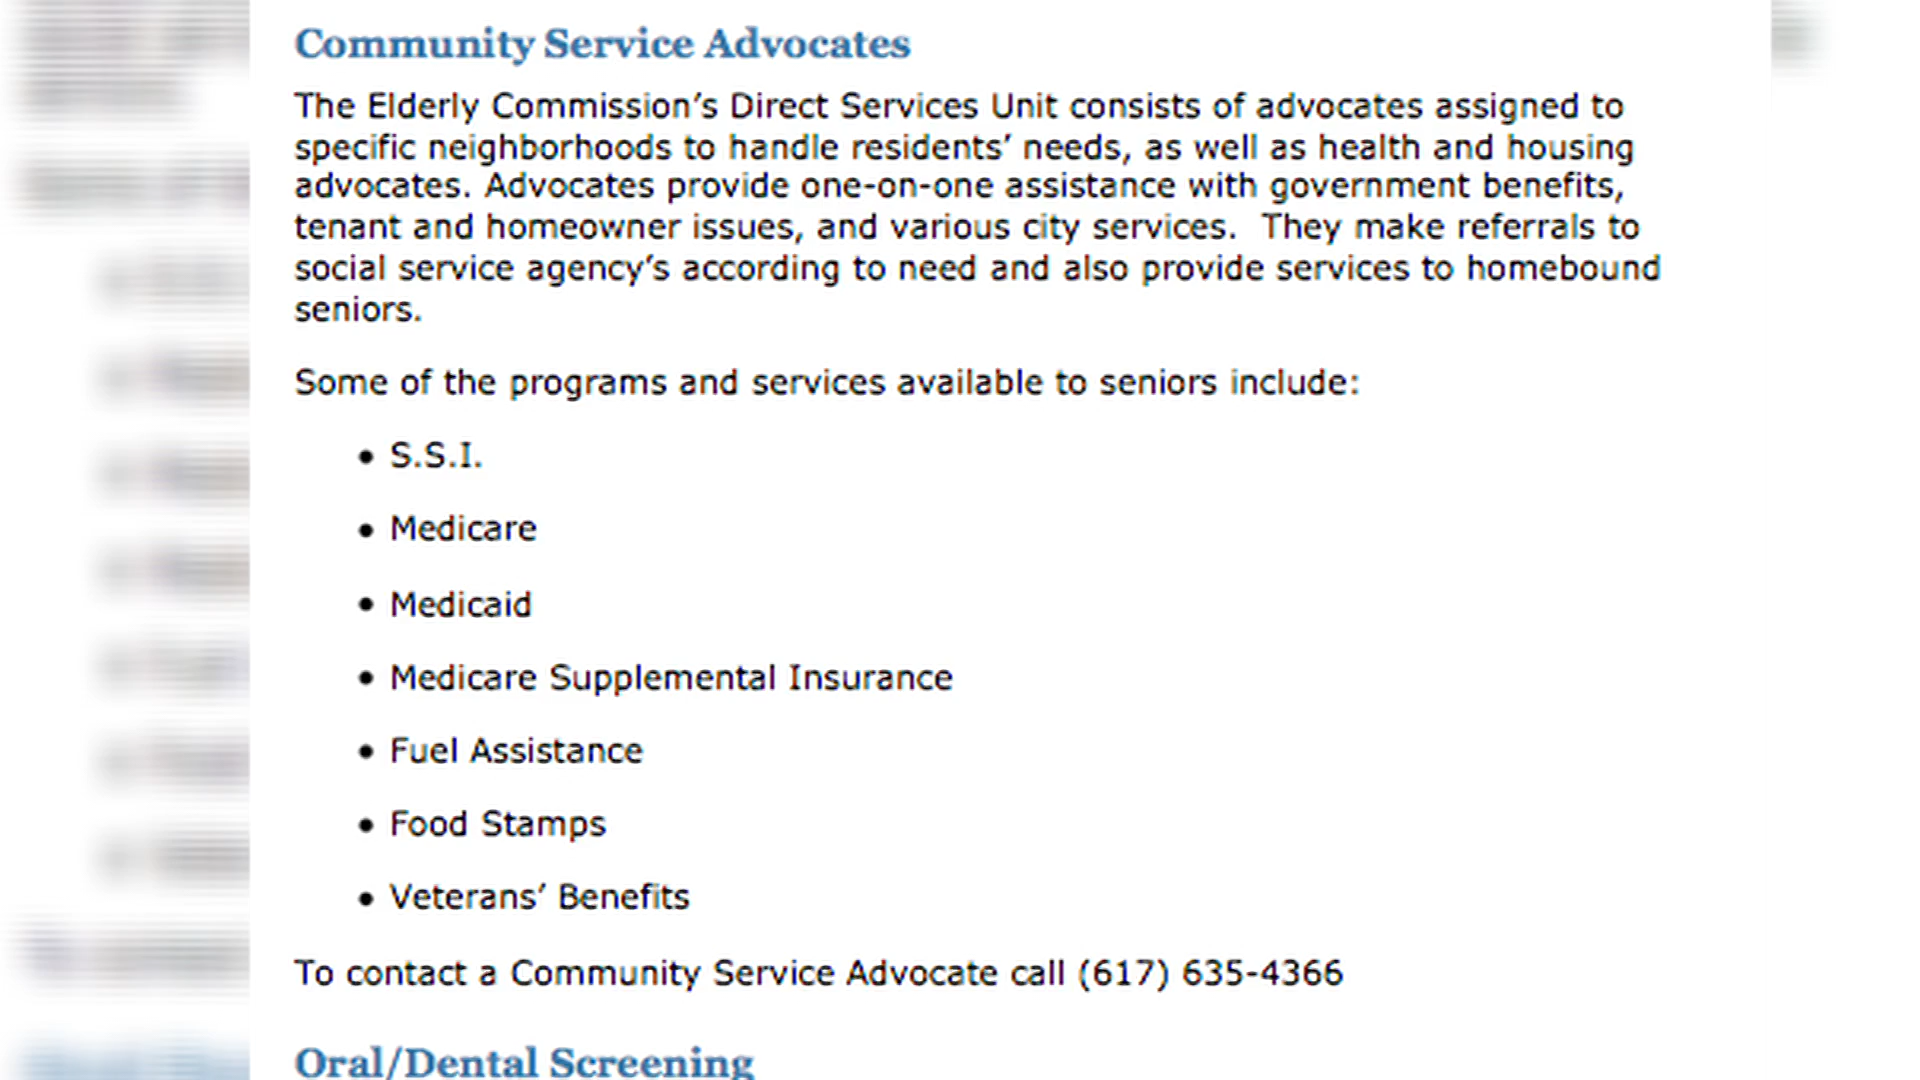 Community Service Advocates
The Elderly Commission’s Direct Services Unit consists of advocates assigned to
specific neighborhoods to handle residents’ needs, as well as health and housing
advocates. Advocates provide one-on-one assistance with government benefits,
tenant and homeowner issues, and various city services.  They make referrals to
social service agency’s according to need and also provide services to homebound
seniors.
Some of the programs and services available to seniors include:
• S.S.I.
• Medicare
• Medicaid
• Medicare Supplemental Insurance
• Fuel Assistance
• Food Stamps
• Veterans’ Benefits
To contact a Community Service Advocate call (617) 635-4366
Oral/Dental Screening